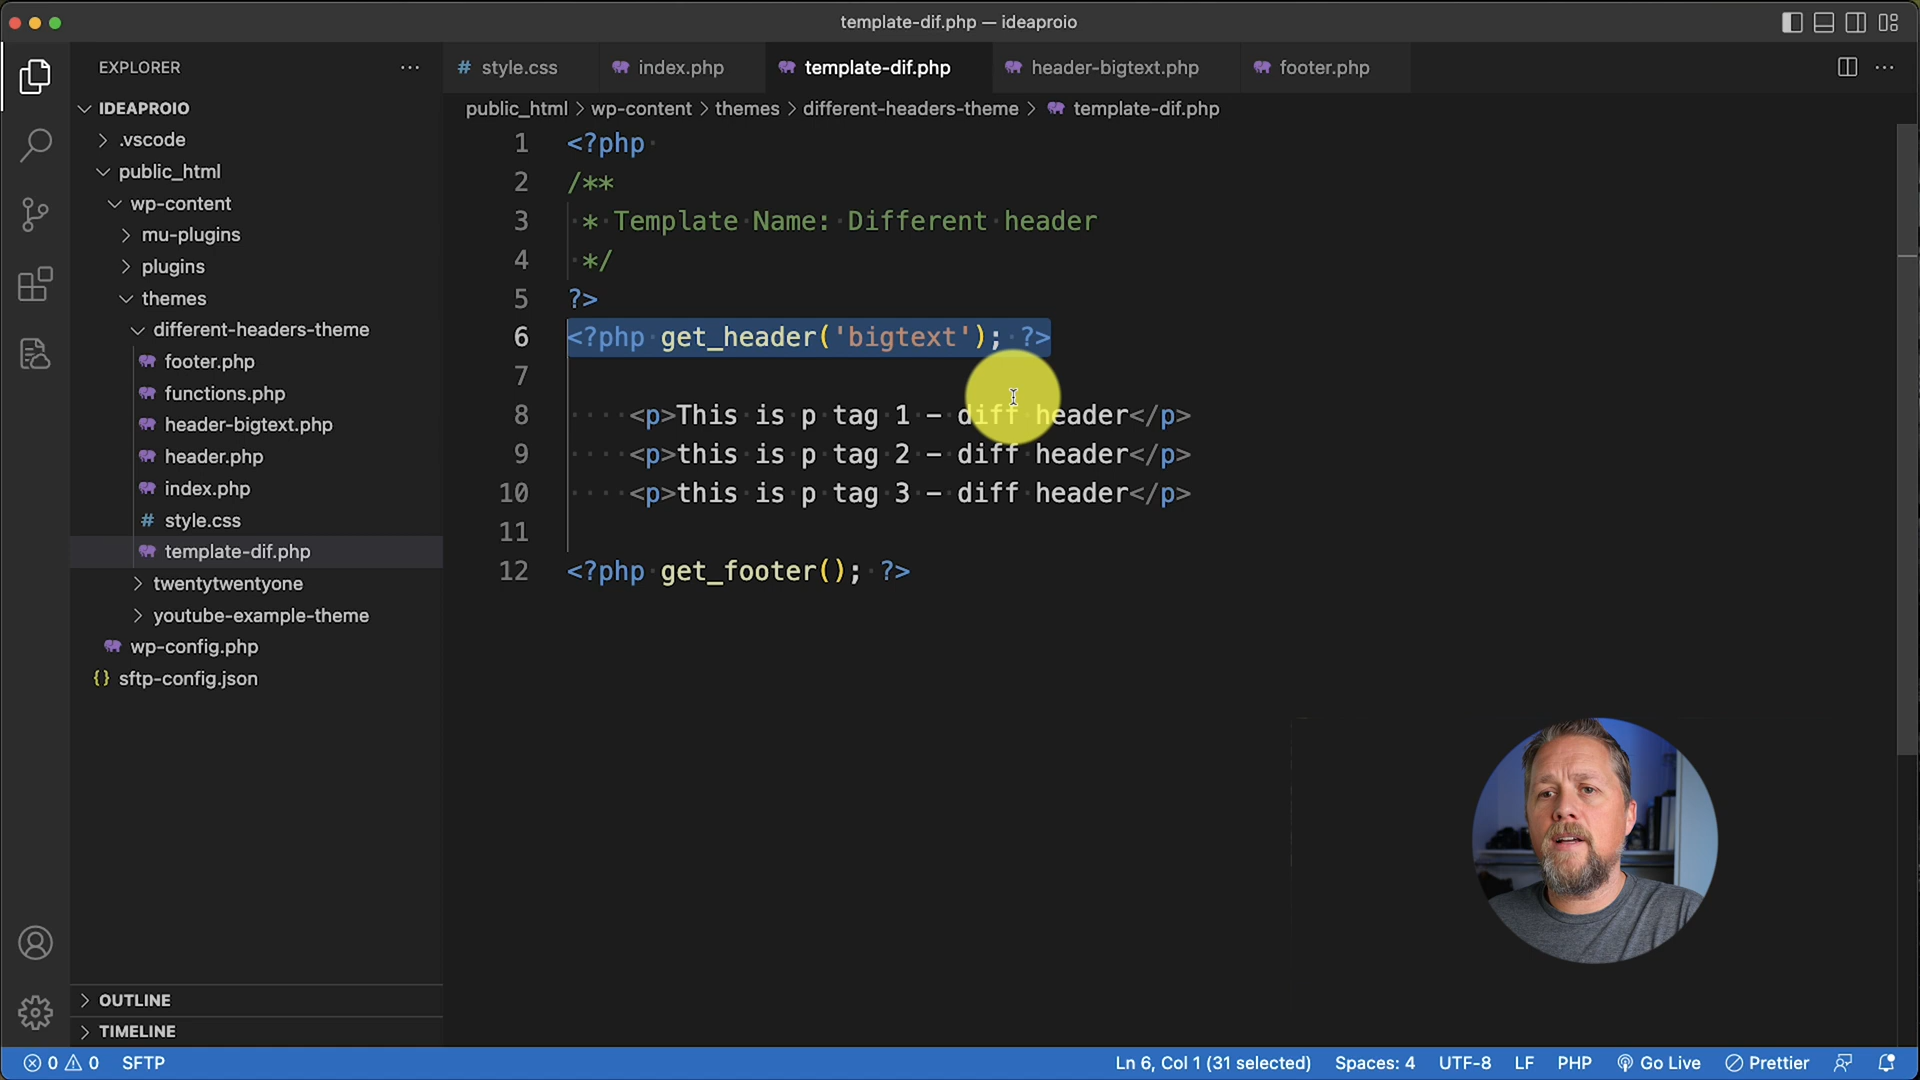 template-dif.php — ideaproio
EXPLORER
IDEAPROIO
.vscode
public_html
wp-content
mu-plugins
plugins
themes
different-headers-theme
footer.php
functions.php
header-bigtext.php
header.php
index.php
# style.css
template-dif.php
twentytwentyone
youtube-example-theme
wp-config.php
{} sftp-config.json
OUTLINE
TIMELINE
# style.css
index.php
template-dif.php
header-bigtext.php
footer.php
public_html > wp-content > themes > different-headers-theme > template-dif.php
1 <?php
2 /**
3 * Template Name: Different header
4 */
5 ?>
6 <?php get_header('bigtext'); ?>
7
8 <p>This is p tag 1 - diff header</p>
9 <p>this is p tag 2 - diff header</p>
10 <p>this is p tag 3 - diff header</p>
11
12 <?php get_footer(); ?>
0 0 SFTP Ln 6, Col 1 (31 selected) Spaces: 4 UTF-8 LF PHP Go Live Prettier